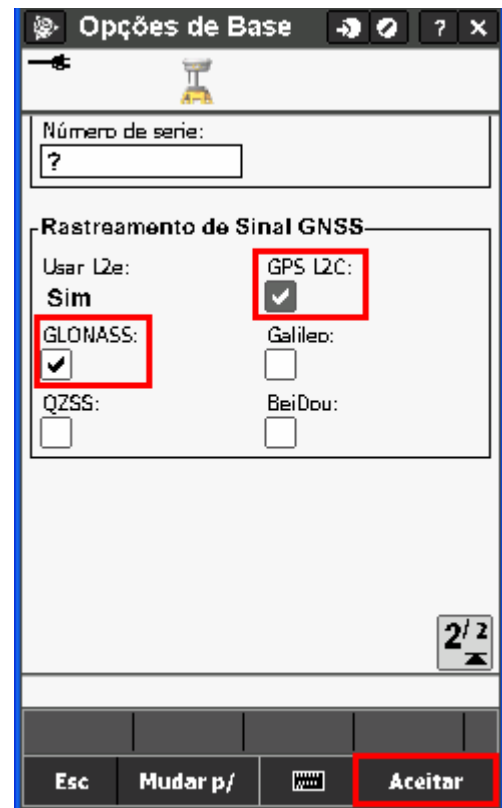 Opções de Base
? ×
Número de serie:
?
Rastreamento de Sinal GNSS
Usar L2e: GPS L2C:
Sim
GLONASS: Galileo:
QZSS: BeiDou:
2/2
Esc Mudar p/ Aceitar